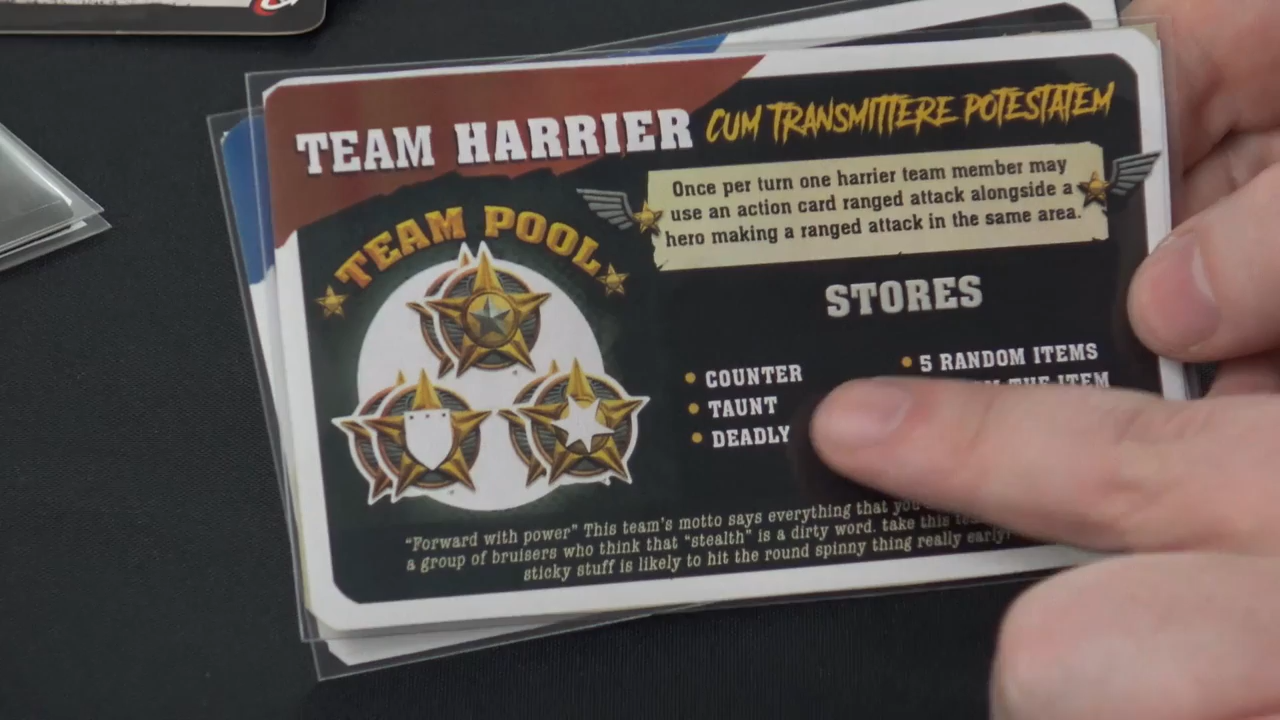 TEAM HARRIER
CUM TRANSMITTERE POTESTATEM
Once per turn one harrier team member may
use an action card ranged attack alongside a
hero making a ranged attack in the same area.
TEAM POOL
STORES
• COUNTER
• TAUNT
• DEADLY
• 5 RANDOM ITEMS
THE ITEM
"Forward with power" This team's motto says everything that
a group of bruisers who think that "stealth" is a dirty word. take this
sticky stuff is likely to hit the round spinny thing really early!